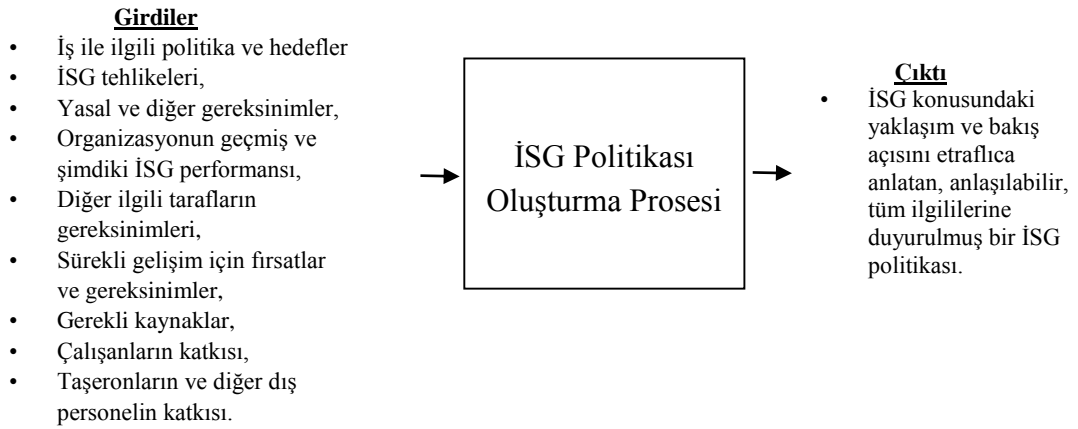 Girdiler
• İş ile ilgili politika ve hedefler
• İSG tehlikeleri,
• Yasal ve diğer gereksinimler,
• Organizasyonun geçmiş ve
şimdiki İSG performansı,
• Diğer ilgili tarafların
gereksinimleri,
• Sürekli gelişim için fırsatlar
ve gereksinimler,
• Gerekli kaynaklar,
• Çalışanların katkısı,
• Taşeronların ve diğer dış
personelin katkısı.
İSG Politikası
Oluşturma Prosesi
Çıktı
• İSG konusundaki
yaklaşım ve bakış
açısını etraflıca
anlatan, anlaşılabilir,
tüm ilgililerine
duyurulmuş bir İSG
politikası.